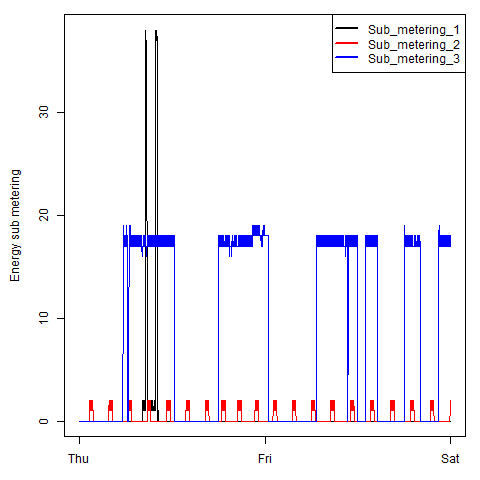 Sub_metering_1
Sub_metering_2
Sub_metering_3
Energy sub metering
30
20
10
0
Thu
Fri
Sat